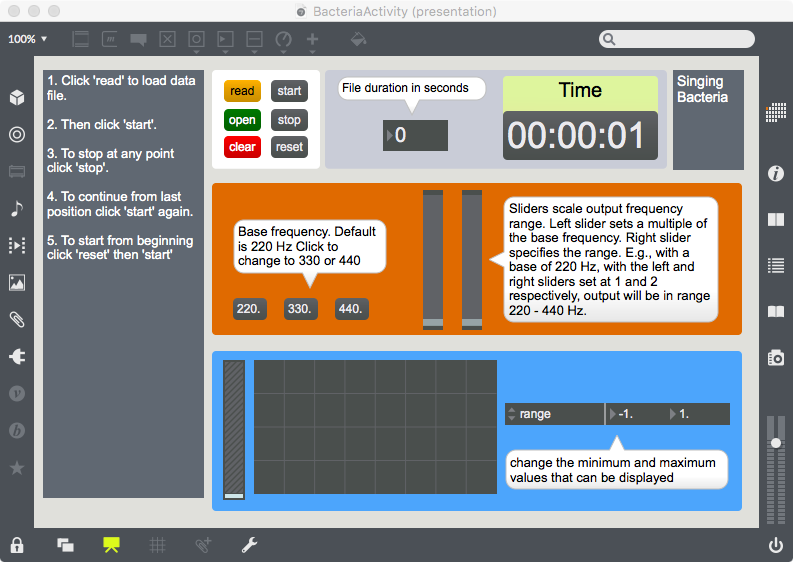 BacteriaActivity (presentation)
100%
1. Click 'read' to load data
file.
2. Then click 'start'.
3. To stop at any point
click 'stop'.
4. To continue from last
position click 'start' again.
5. To start from beginning
click 'reset' then 'start'
read
start
open
stop
clear
reset
File duration in seconds
0
Time
00:00:01
Singing
Bacteria
Base frequency. Default
is 220 Hz Click to
change to 330 or 440
220.
330.
440.
Sliders scale output frequency
range. Left slider sets a multiple of
the base frequency. Right slider
specifies the range. E.g., with a
base of 220 Hz, with the left and
right sliders set at 1 and 2
respectively, output will be in range
220 - 440 Hz.
range
-1.
1.
change the minimum and maximum
values that can be displayed